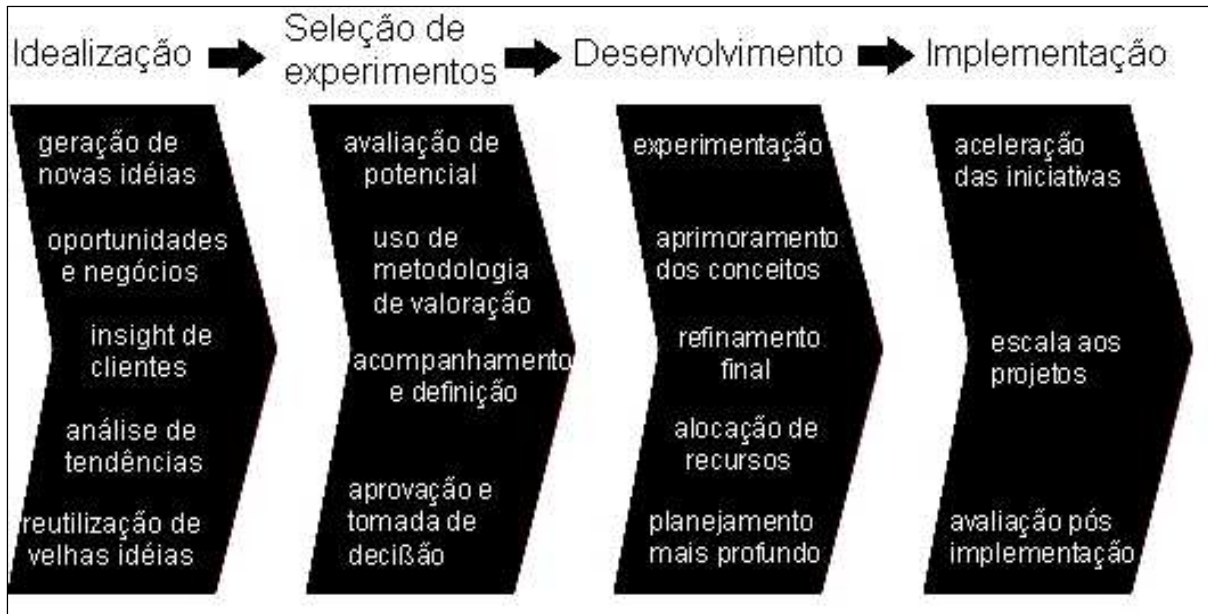 Idealização
Seleção de
experimentos
Desenvolvimento
Implementação
geração de
novas idéias
oportunidades
e negócios
insight de
clientes
análise de
tendências
reutilização de
velhas idéias
avaliação de
potencial
uso de
metodologia
de valoração
acompanhamento
e definição
aprovação e
tomada de
decißão
experimentação
aprimoramento
dos conceitos
refinamento
final
alocação de
recursos
planejamento
mais profundo
aceleração
das iniciativas
escala aos
projetos
avaliação pós
implementação